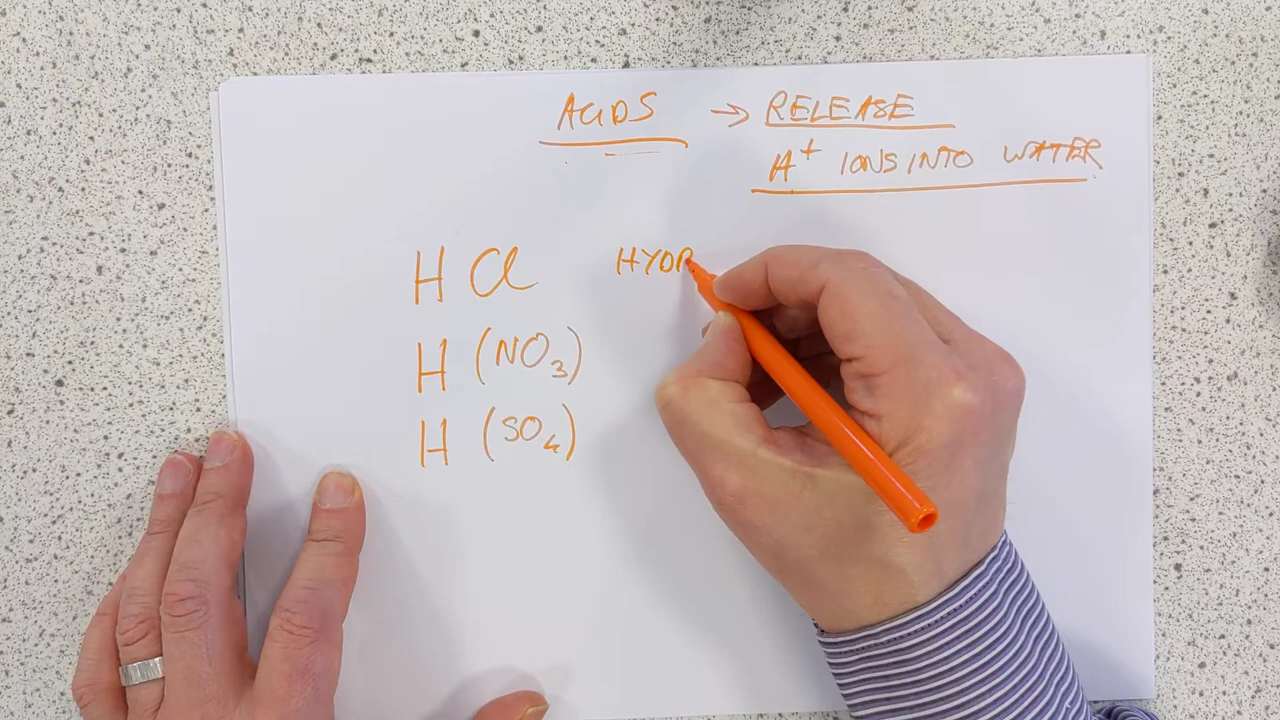 ACIDS → RELEASE
H⁺ IONS INTO WATER
H Cl HYDR
H (NO₃)
H (SO₄)